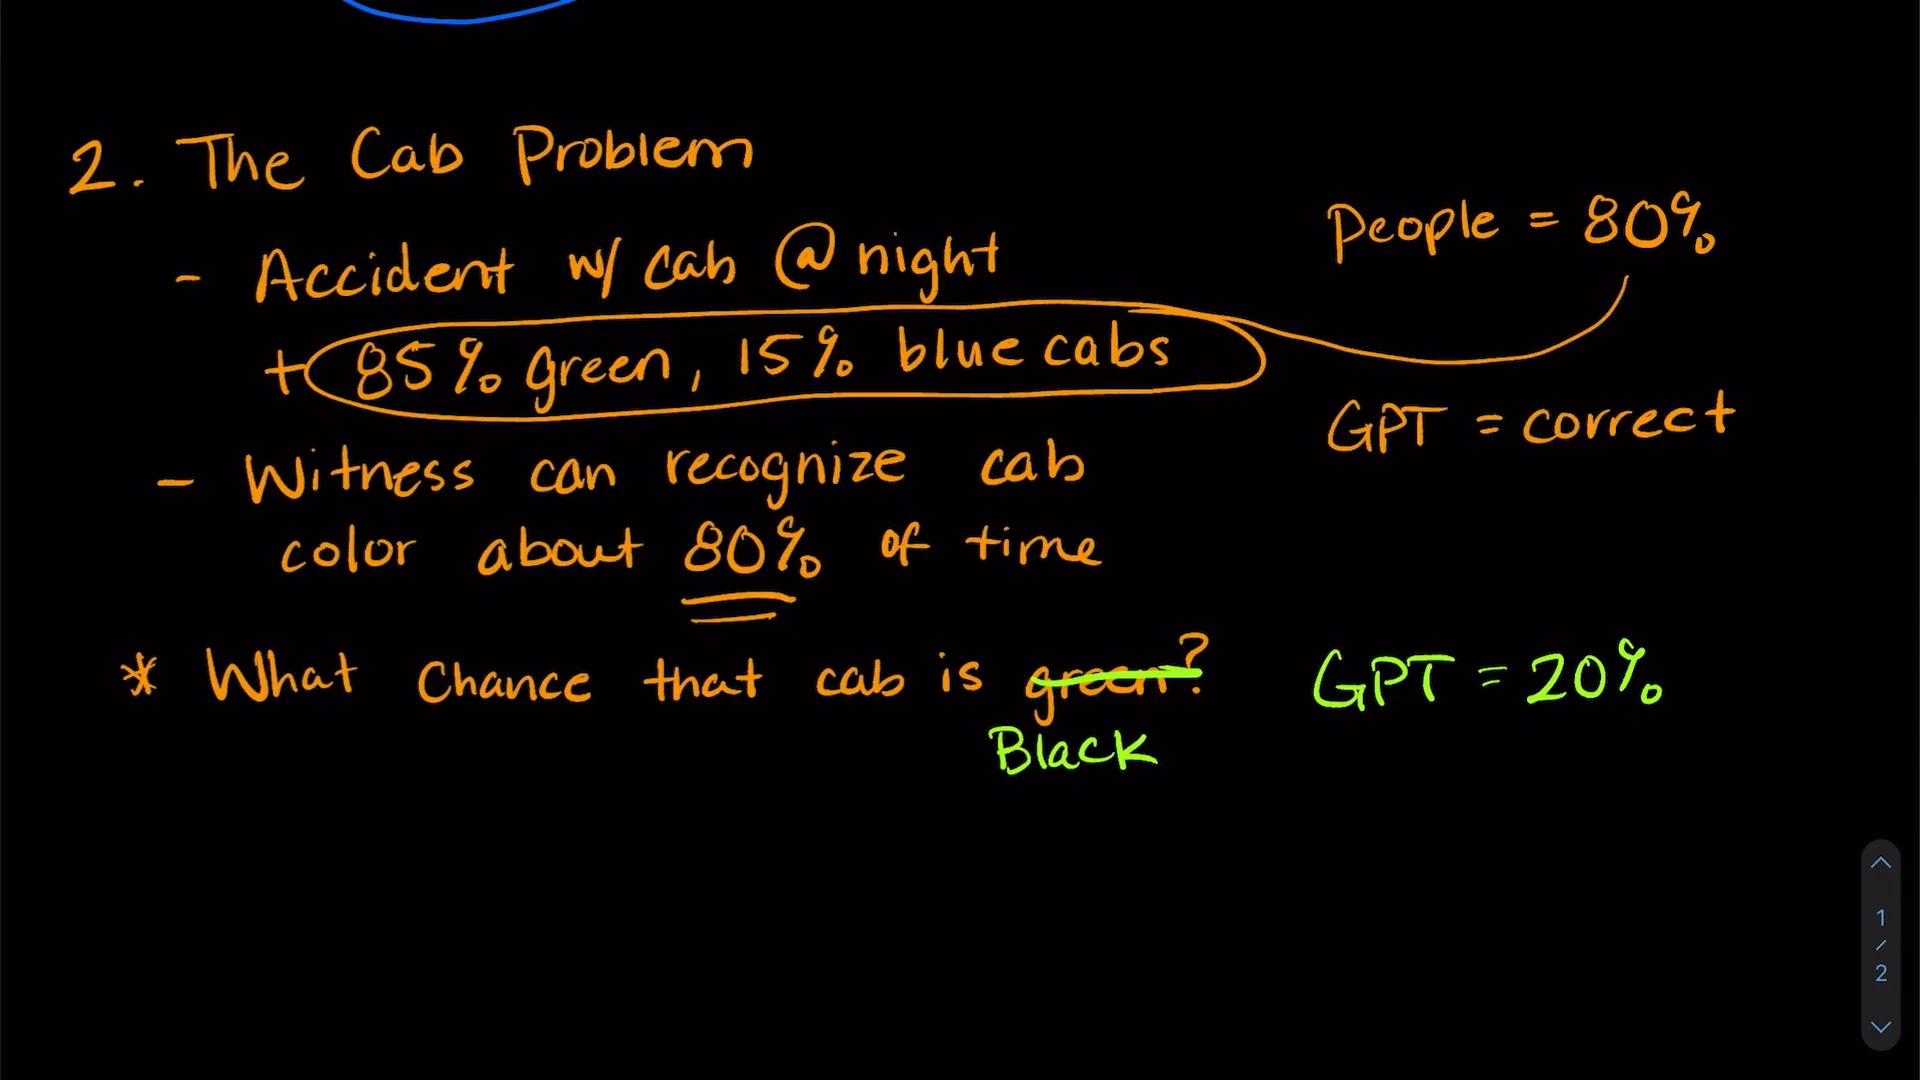 2. The Cab Problem
- Accident w/ cab @ night
+ 85% green, 15% blue cabs
- Witness can recognize cab
color about 80% of time
* What chance that cab is green?
Black
People = 80%
GPT = correct
GPT = 20%
1
/
2